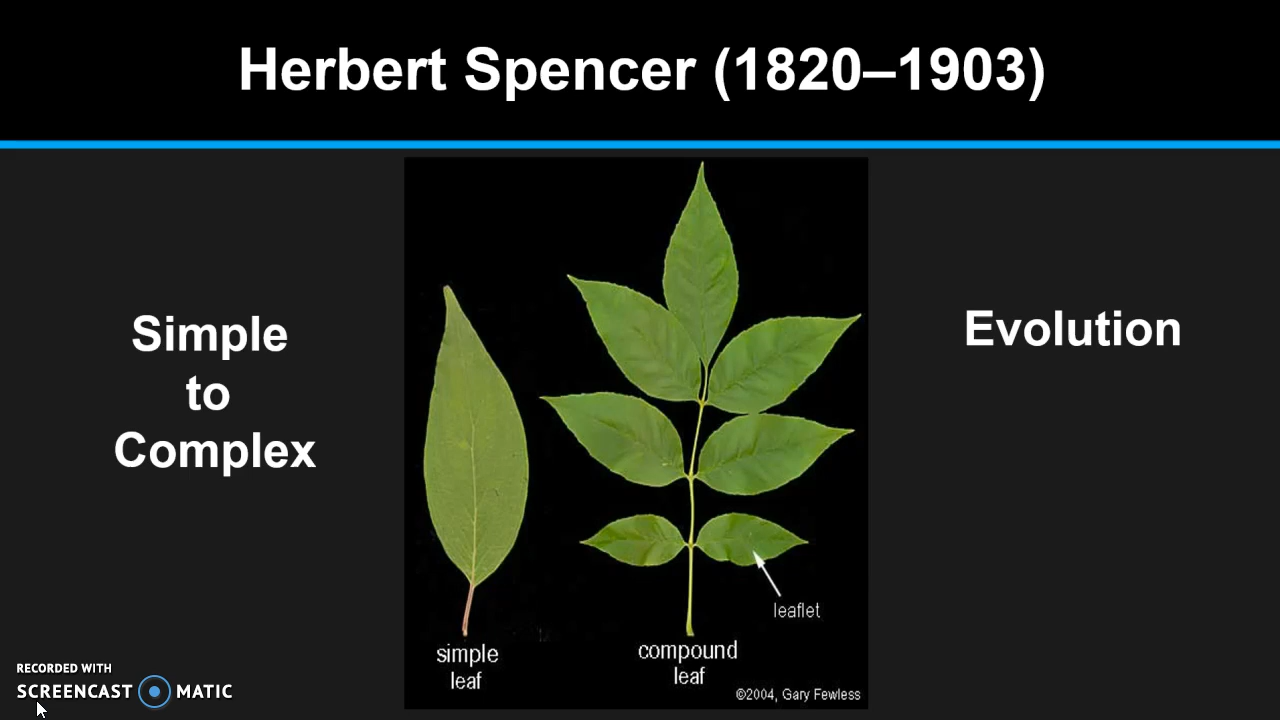 Herbert Spencer (1820–1903)
Simple
to
Complex
Evolution
leaflet
simple
leaf
compound
leaf
©2004, Gary Fewless
RECORDED WITH
SCREENCAST MATIC